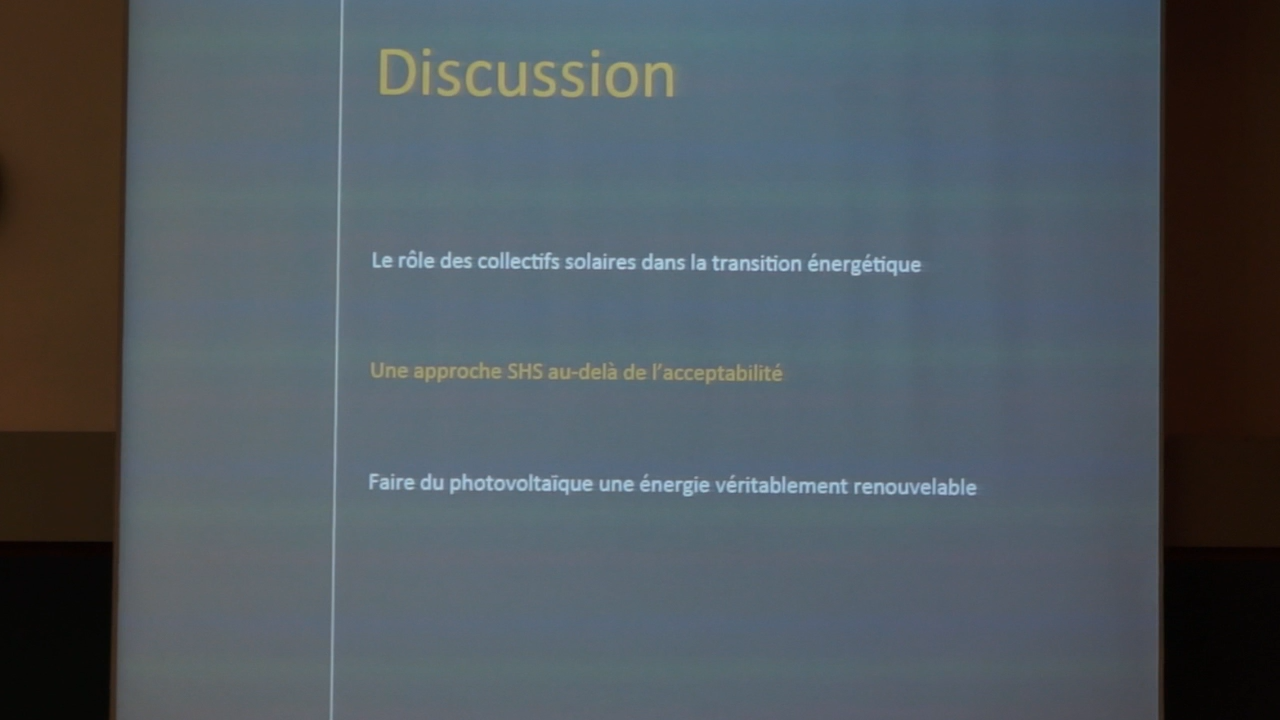 Discussion
Le rôle des collectifs solaires dans la transition énergétique
Une approche SHS au-delà de l’acceptabilité
Faire du photovoltaïque une énergie véritablement renouvelable